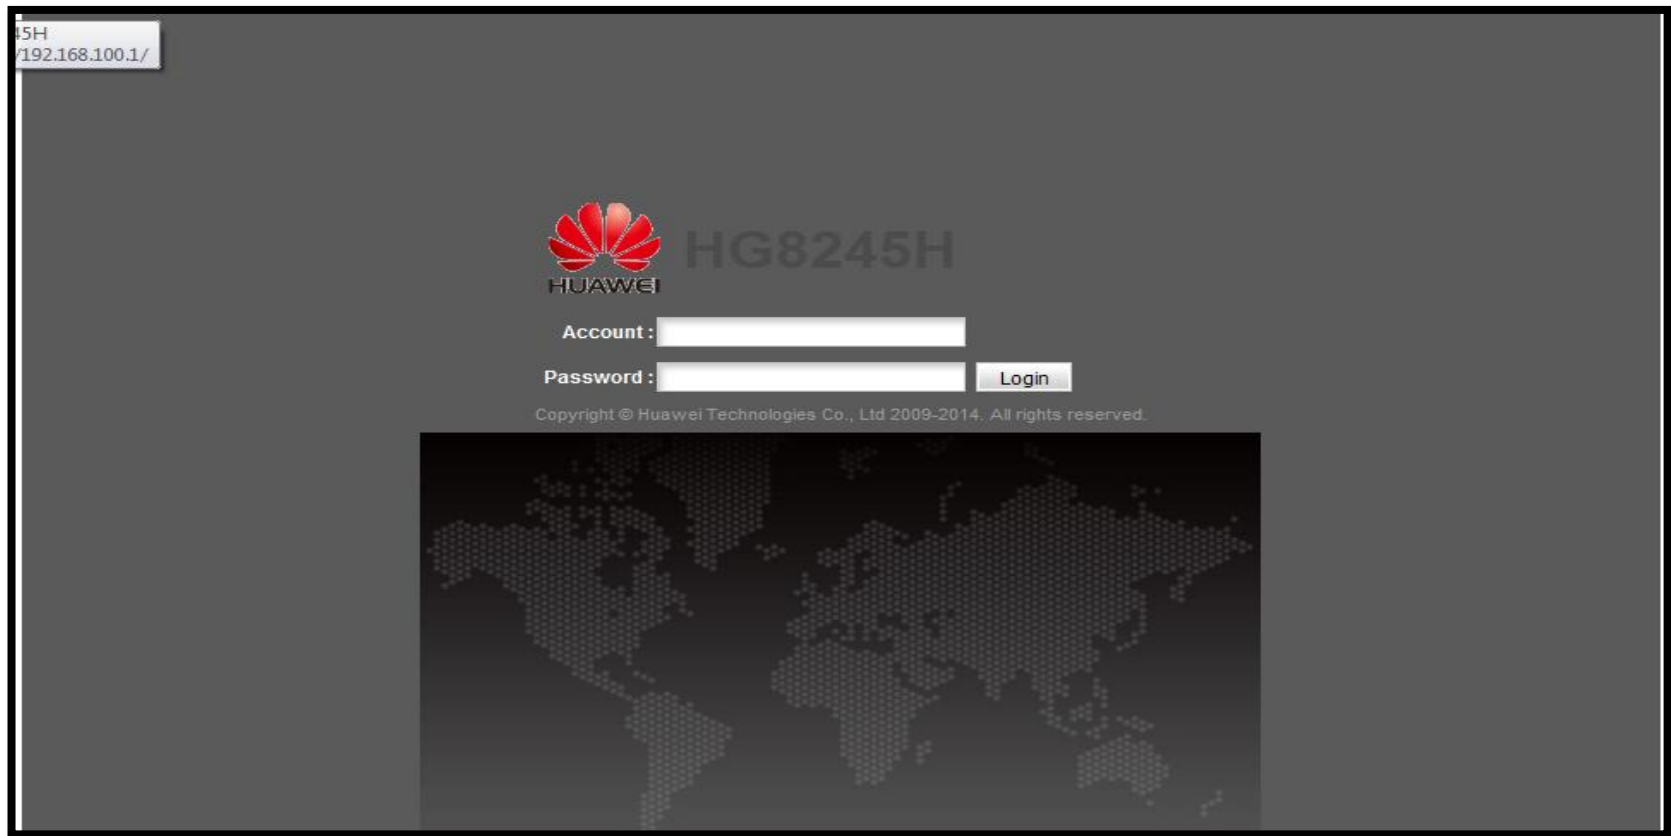 45H
/192.168.100.1/
HUAWEI
HG8245H
Account :
Password :
Login
Copyright © Huawei Technologies Co., Ltd 2009-2014. All rights reserved.